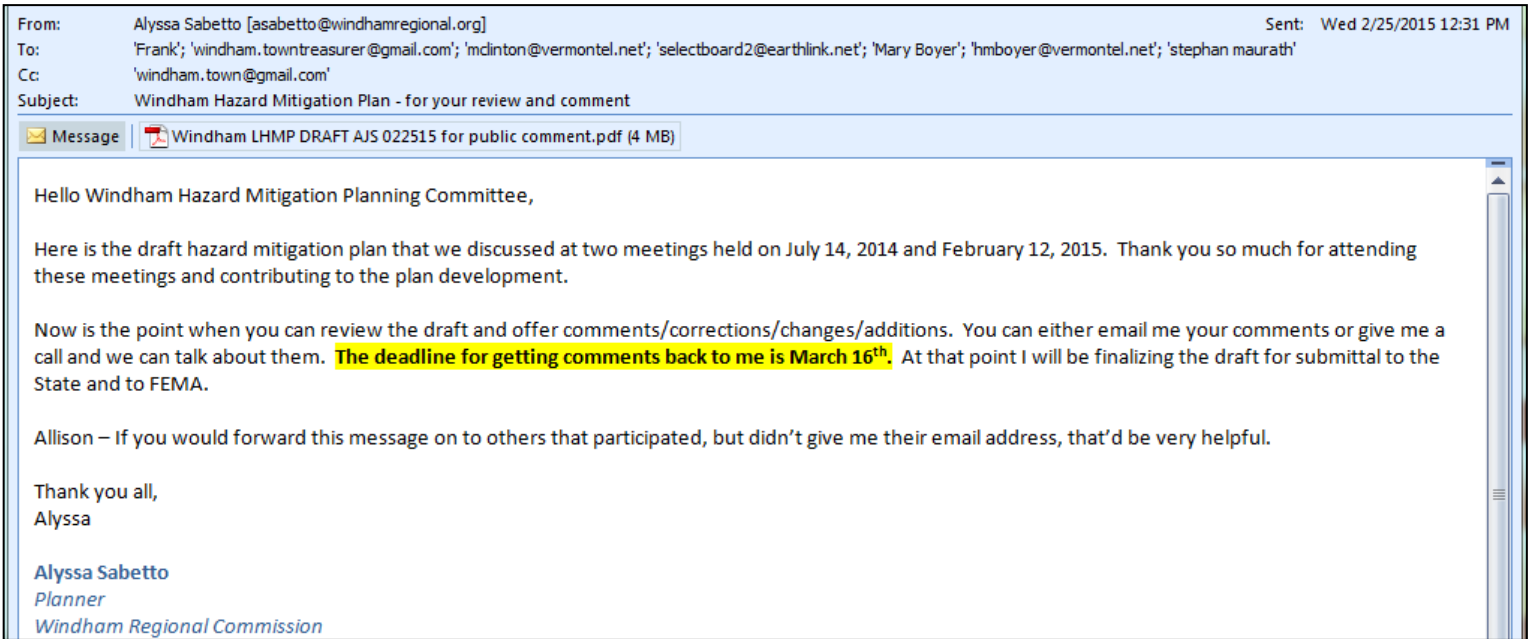 From: Alyssa Sabetto [asabetto@windhamregional.org] Sent: Wed 2/25/2015 12:31 PM
To: 'Frank'; 'windham.towntreasurer@gmail.com'; 'mclinton@vermontel.net'; 'selectboard2@earthlink.net'; 'Mary Boyer'; 'hmboyer@vermontel.net'; 'stephan maurath'
Cc: 'windham.town@gmail.com'
Subject: Windham Hazard Mitigation Plan - for your review and comment
Message Windham LHMP DRAFT AJS 022515 for public comment.pdf (4 MB)
Hello Windham Hazard Mitigation Planning Committee,
Here is the draft hazard mitigation plan that we discussed at two meetings held on July 14, 2014 and February 12, 2015. Thank you so much for attending
these meetings and contributing to the plan development.
Now is the point when you can review the draft and offer comments/corrections/changes/additions. You can either email me your comments or give me a
call and we can talk about them. The deadline for getting comments back to me is March 16th. At that point I will be finalizing the draft for submittal to the
State and to FEMA.
Allison – If you would forward this message on to others that participated, but didn't give me their email address, that'd be very helpful.
Thank you all,
Alyssa
Alyssa Sabetto
Planner
Windham Regional Commission